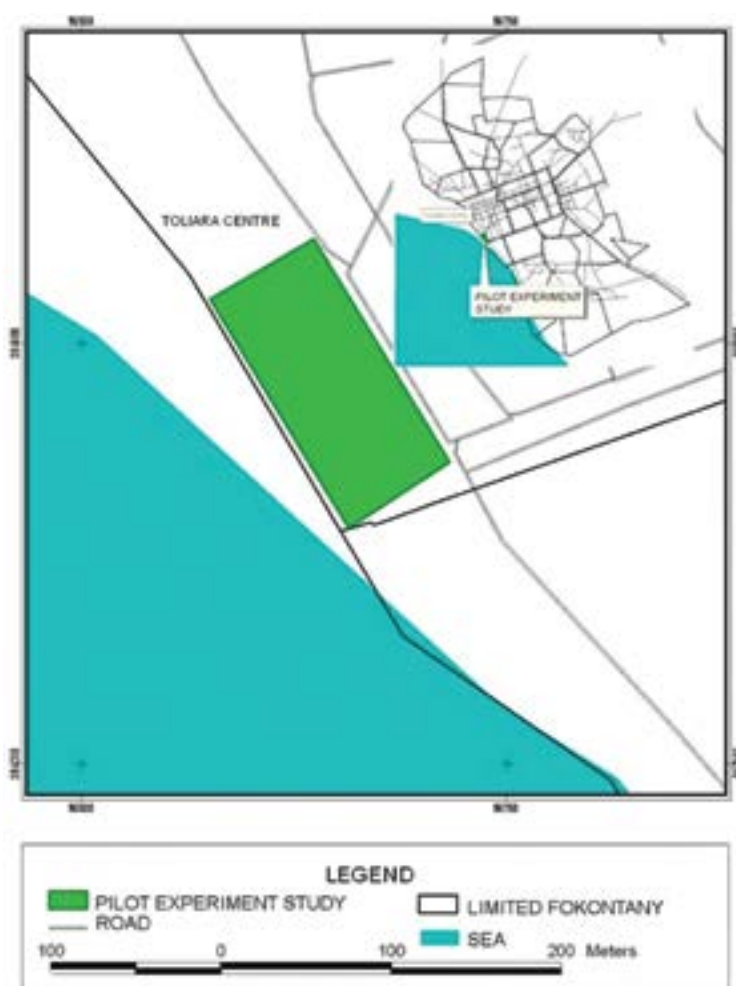 TOLIARA CENTRE
PILOT EXPERIMENT
STUDY
LEGEND
PILOT EXPERIMENT STUDY
LIMITED FOKONTANY
ROAD
SEA
100 0 100 200 Meters